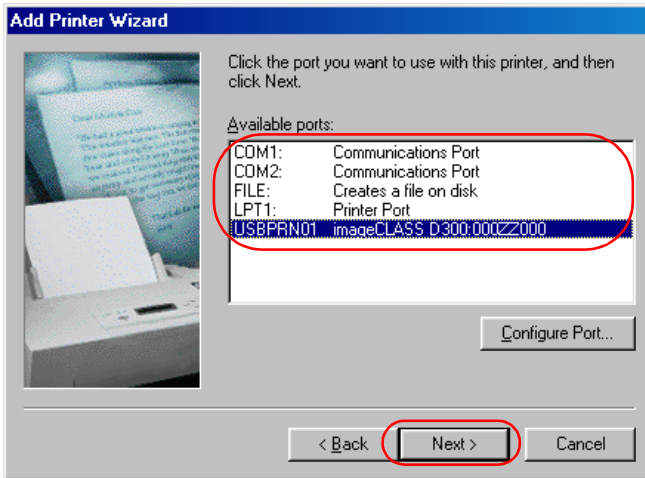 Add Printer Wizard
Click the port you want to use with this printer, and then
click Next.
Available ports:
COM1: Communications Port
COM2: Communications Port
FILE: Creates a file on disk
LPT1: Printer Port
USBPRN01 imageCLASS D300:000ZZ000
Configure Port...
< Back Next > Cancel